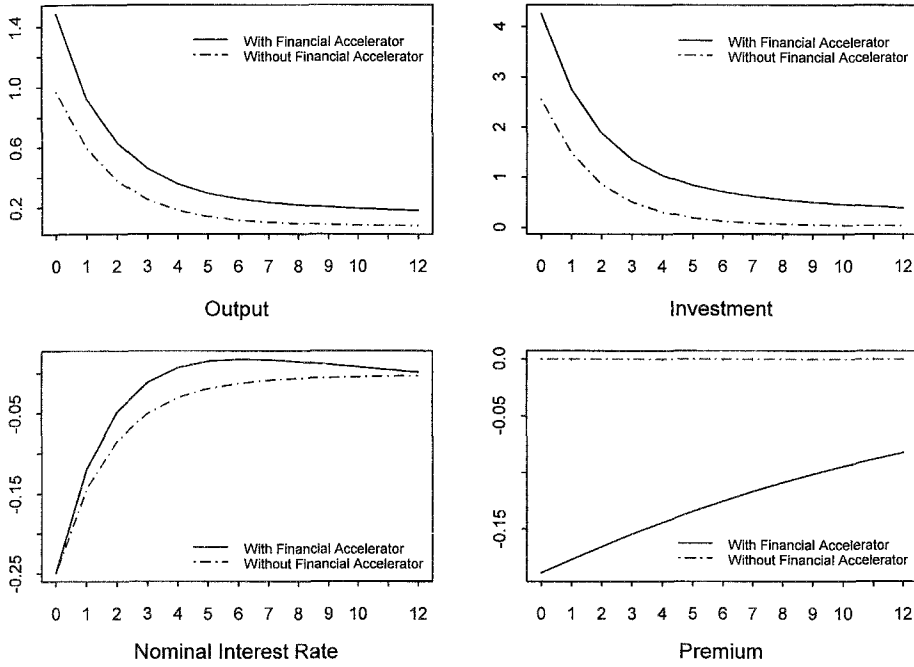 1.4
1.0
0.6
0.2
With Financial Accelerator
Without Financial Accelerator
0 1 2 3 4 5 6 7 8 9 10 12
Output
4
3
2
1
0
With Financial Accelerator
Without Financial Accelerator
0 1 2 3 4 5 6 7 8 9 10 12
Investment
-0.05
-0.15
-0.25
With Financial Accelerator
Without Financial Accelerator
0 1 2 3 4 5 6 7 8 9 10 12
Nominal Interest Rate
0.0
-0.05
-0.15
With Financial Accelerator
Without Financial Accelerator
0 1 2 3 4 5 6 7 8 9 10 12
Premium